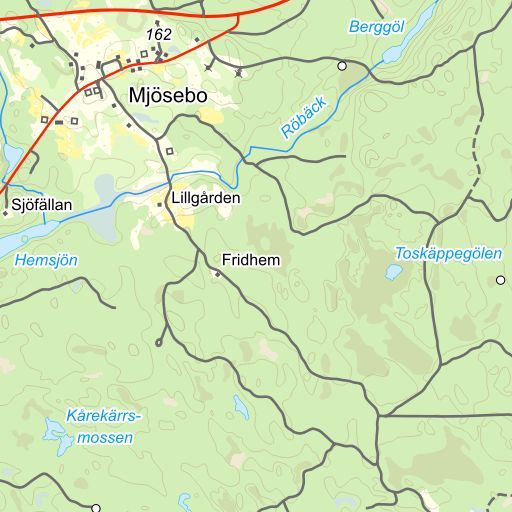 Berggöl
162
Mjösebo
Röbäck
Lillgården
Sjöfällan
Hemsjön
Fridhem
Toskäppegölen
Kårekärrs-
mossen